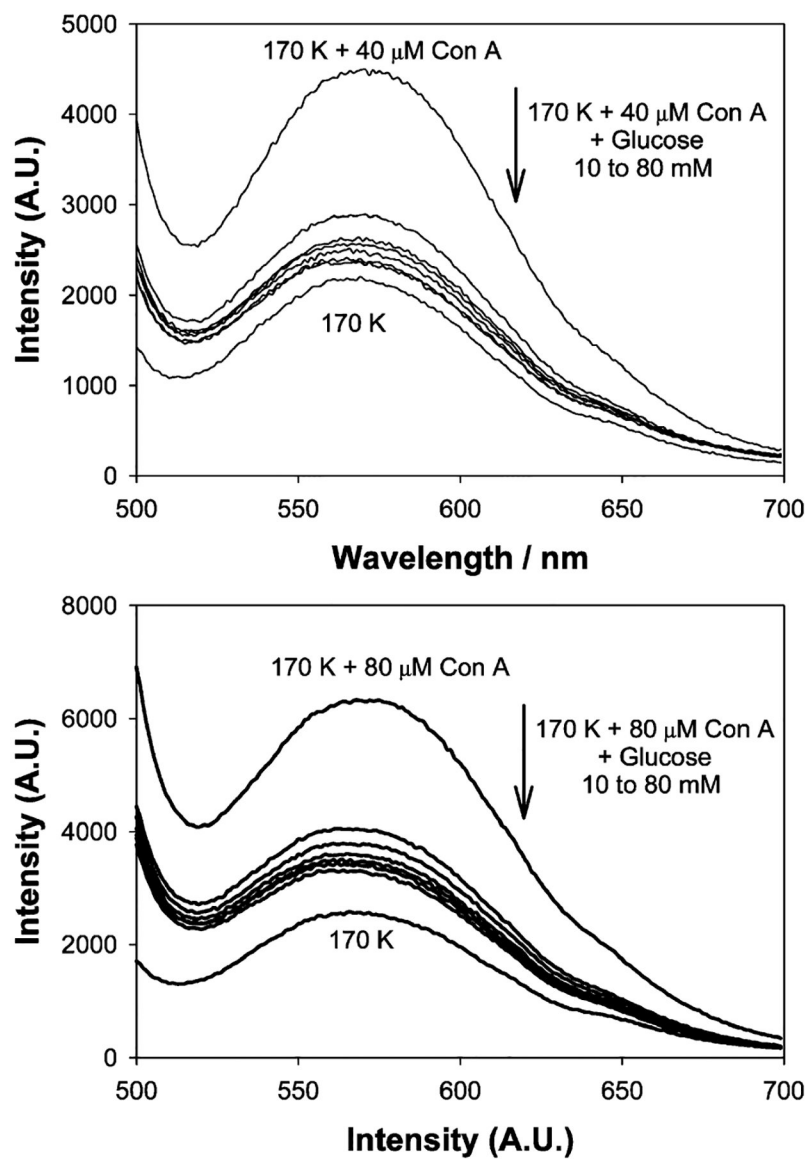 5000
170 K + 40 μM Con A
4000
170 K + 40 μM Con A
+ Glucose
10 to 80 mM
3000
2000
170 K
1000
0
Intensity (A.U.)
500 550 600 650 700
Wavelength / nm
8000
170 K + 80 μM Con A
6000
170 K + 80 μM Con A
+ Glucose
10 to 80 mM
4000
170 K
2000
0
Intensity (A.U.)
500 550 600 650 700
Intensity (A.U.)